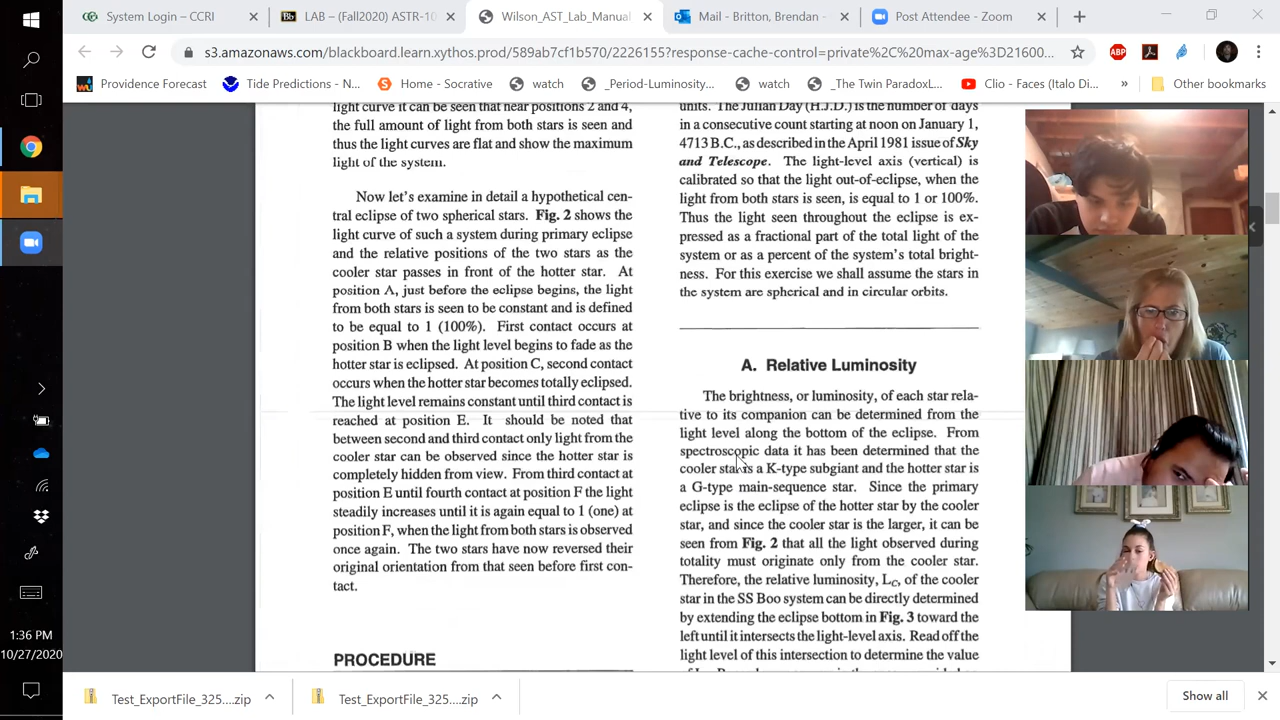 System Login – CCRI
LAB – (Fall2020) ASTR-10
Wilson_AST_Lab_Manual
Mail - Britton, Brendan -
Post Attendee - Zoom
s3.amazonaws.com/blackboard.learn.xythos.prod/589ab7cf1b570/2226155?response-cache-control=private%2C%20max-age%3D21600...
ABP
Providence Forecast
Tide Predictions - N...
Home - Socrative
watch
_Period-Luminosity...
watch
_The Twin ParadoxL...
Clio - Faces (Italo Di...
»
Other bookmarks
light curve it can be seen that near positions 2 and 4,
the full amount of light from both stars is seen and
thus the light curves are flat and show the maximum
light of the system.
Now let's examine in detail a hypothetical cen-
tral eclipse of two spherical stars. Fig. 2 shows the
light curve of such a system during primary eclipse
and the relative positions of the two stars as the
cooler star passes in front of the hotter star. At
position A, just before the eclipse begins, the light
from both stars is seen to be constant and is defined
to be equal to 1 (100%). First contact occurs at
position B when the light level begins to fade as the
hotter star is eclipsed. At position C, second contact
occurs when the hotter star becomes totally eclipsed.
The light level remains constant until third contact is
reached at position E. It should be noted that
between second and third contact only light from the
cooler star can be observed since the hotter star is
completely hidden from view. From third contact at
position E until fourth contact at position F the light
steadily increases until it is again equal to 1 (one) at
position F, when the light from both stars is observed
once again. The two stars have now reversed their
original orientation from that seen before first con-
tact.
PROCEDURE
units. The Julian Day (H.J.D.) is the number of days
in a consecutive count starting at noon on January 1,
4713 B.C., as described in the April 1981 issue of Sky
and Telescope. The light-level axis (vertical) is
calibrated so that the light out-of-eclipse, when the
light from both stars is seen, is equal to 1 or 100%.
Thus the light seen throughout the eclipse is ex-
pressed as a fractional part of the total light of the
system or as a percent of the system's total bright-
ness. For this exercise we shall assume the stars in
the system are spherical and in circular orbits.
A. Relative Luminosity
The brightness, or luminosity, of each star rela-
tive to its companion can be determined from the
light level along the bottom of the eclipse. From
spectroscopic data it has been determined that the
cooler star is a K-type subgiant and the hotter star is
a G-type main-sequence star. Since the primary
eclipse is the eclipse of the hotter star by the cooler
star, and since the cooler star is the larger, it can be
seen from Fig. 2 that all the light observed during
totality must originate only from the cooler star.
Therefore, the relative luminosity, LC, of the cooler
star in the SS Boo system can be directly determined
by extending the eclipse bottom in Fig. 3 toward the
left until it intersects the light-level axis. Read off the
light level of this intersection to determine the value
1:36 PM
10/27/2020
Test_ExportFile_325....zip
Test_ExportFile_325....zip
Show all